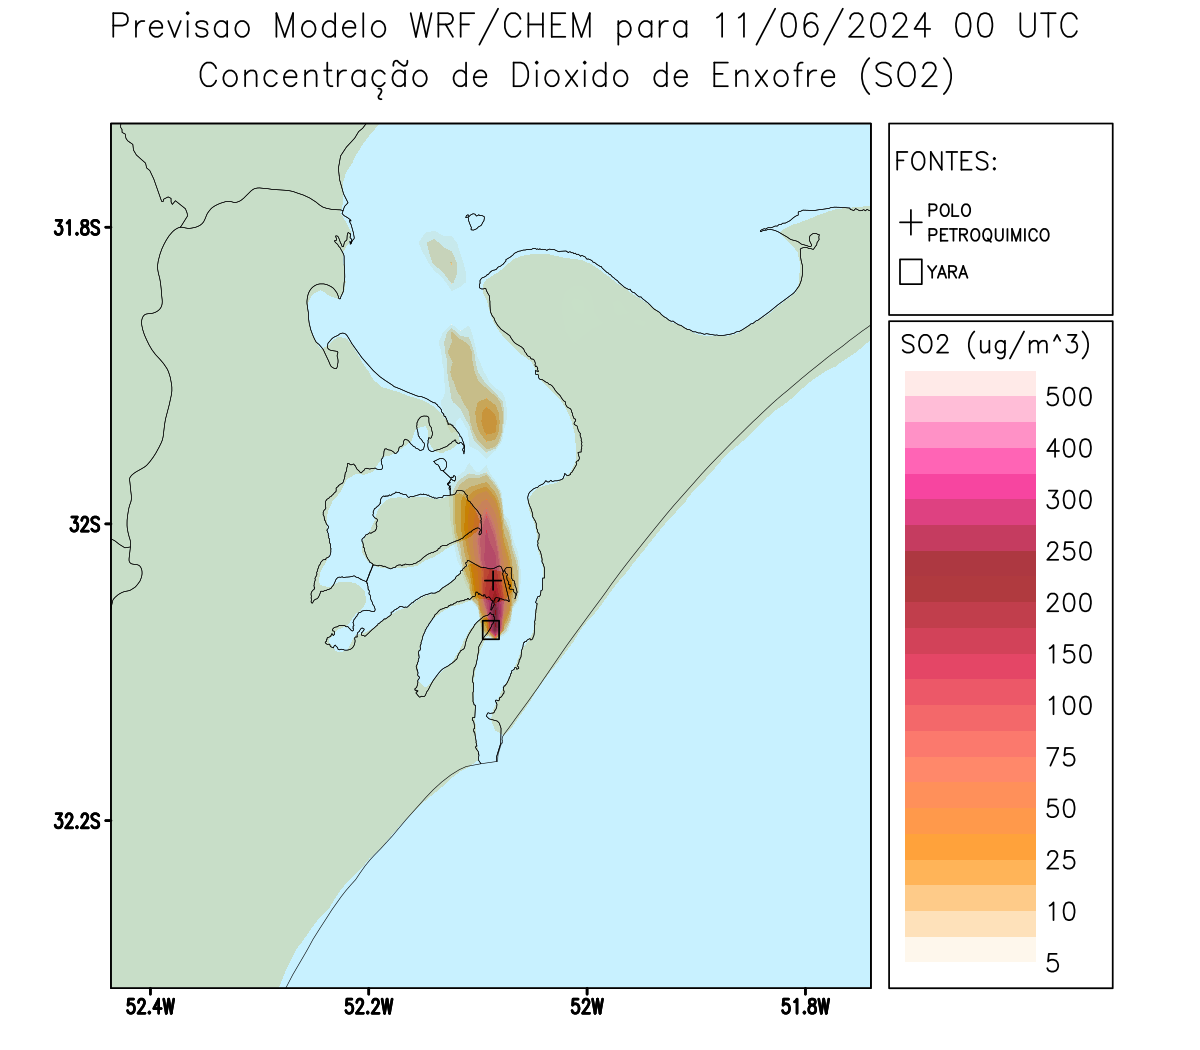 Previsao Modelo WRF/CHEM para 11/06/2024 00 UTC
Concentração de Dioxido de Enxofre (SO2)
FONTES:
POLO
PETROQUIMICO
YARA
SO2 (ug/m^3)
500
400
300
250
200
150
100
75
50
25
10
5
31.8S
32S
32.2S
52.4W
52.2W
52W
51.8W